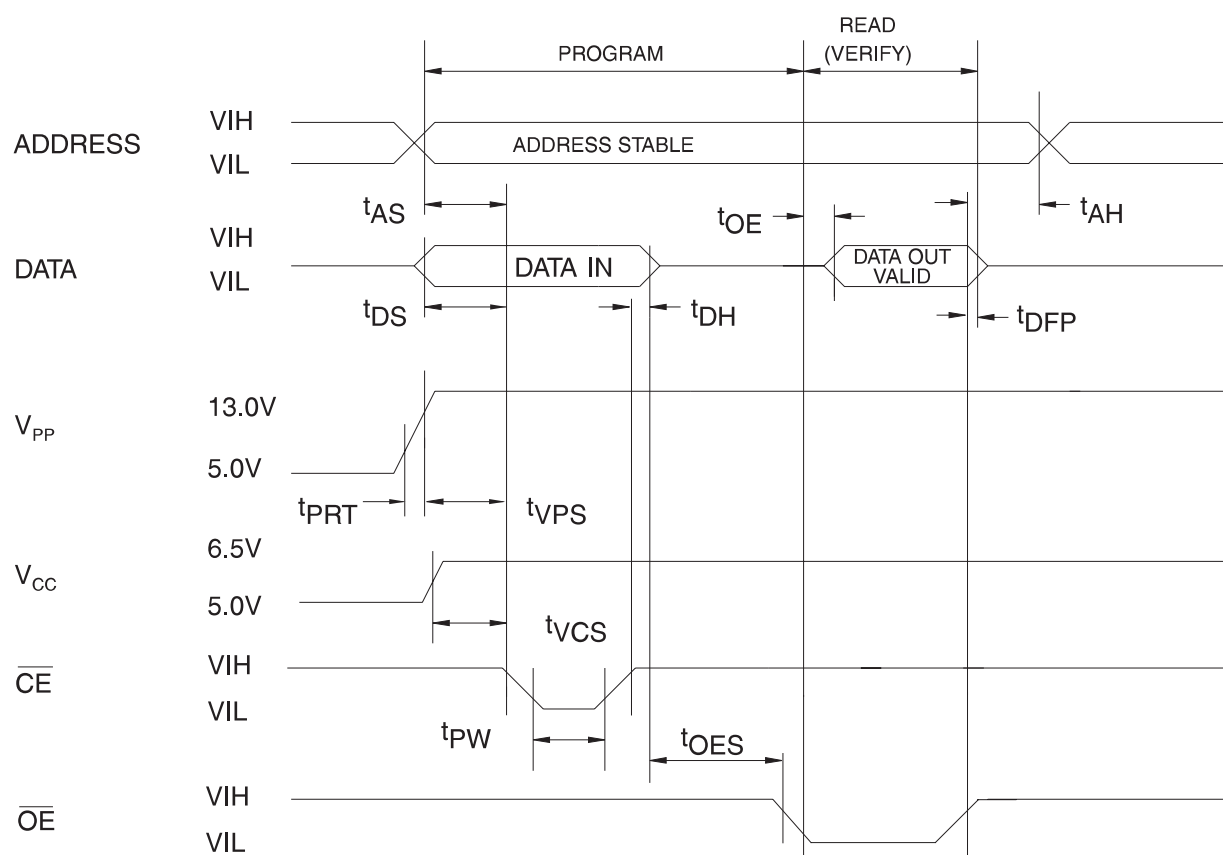 READ
PROGRAM (VERIFY)
ADDRESS VIH
VIL
ADDRESS STABLE
tAS
tOE
tAH
DATA VIH
VIL
DATA IN
DATA OUT
VALID
tDS
tDH
tDFP
VPP 13.0V
5.0V
tPRT
tVPS
VCC 6.5V
5.0V
tVCS
CE VIH
VIL
tPW
tOES
OE VIH
VIL